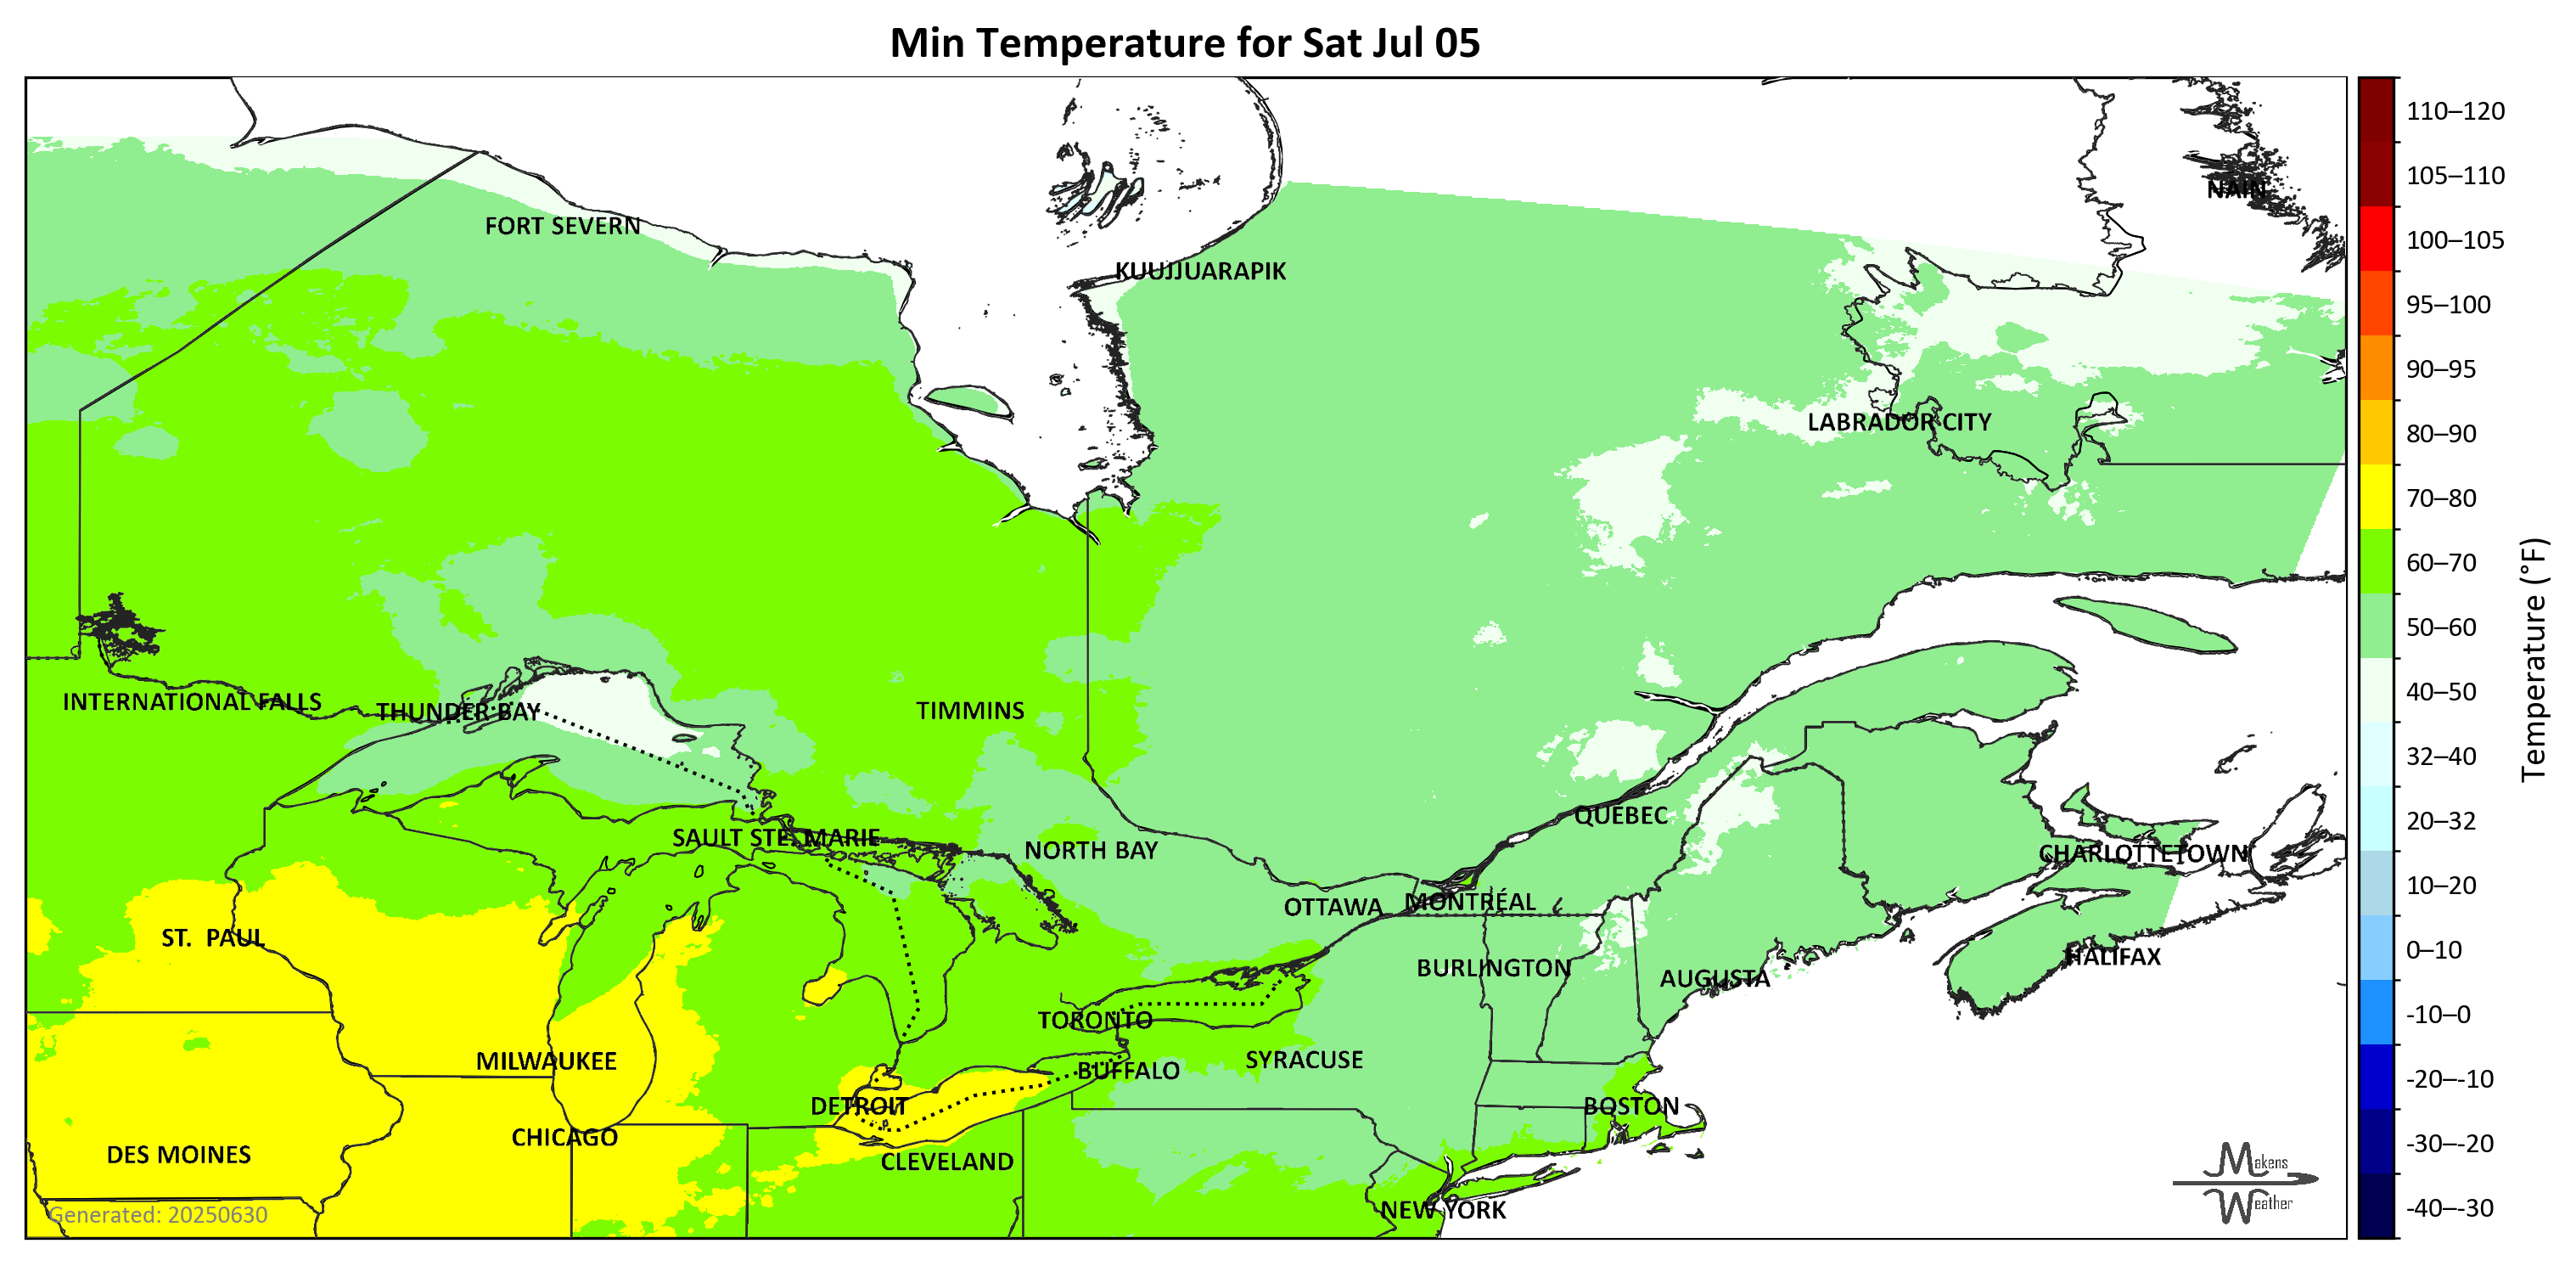 Min Temperature for Sat Jul 05
110–120
105–110
NAIN
FORT SEVERN
100–105
KUUJJUARAPIK
95–100
90–95
LABRADOR CITY
80–90
70–80
60–70
50–60
Temperature (°F)
INTERNATIONAL FALLS
THUNDER BAY
TIMMINS
40–50
32–40
QUÉBEC
20–32
SAULT STE. MARIE
NORTH BAY
CHARLOTTETOWN
10–20
OTTAWA
MONTRÉAL
ST. PAUL
0–10
HALIFAX
BURLINGTON
AUGUSTA
-10–0
TORONTO
MILWAUKEE
SYRACUSE
BUFFALO
-20–-10
DETROIT
BOSTON
CHICAGO
-30–-20
DES MOINES
CLEVELAND
Makens
Weather
NEW YORK
-40–-30
Generated: 20250630